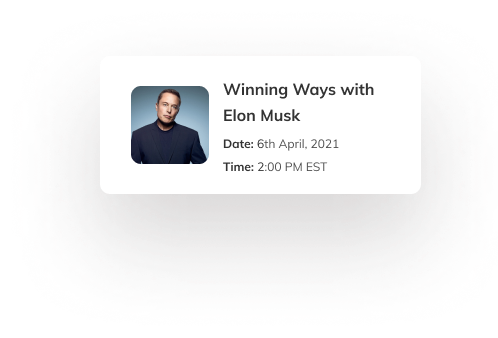 Winning Ways with
Elon Musk
Date: 6th April, 2021
Time: 2:00 PM EST